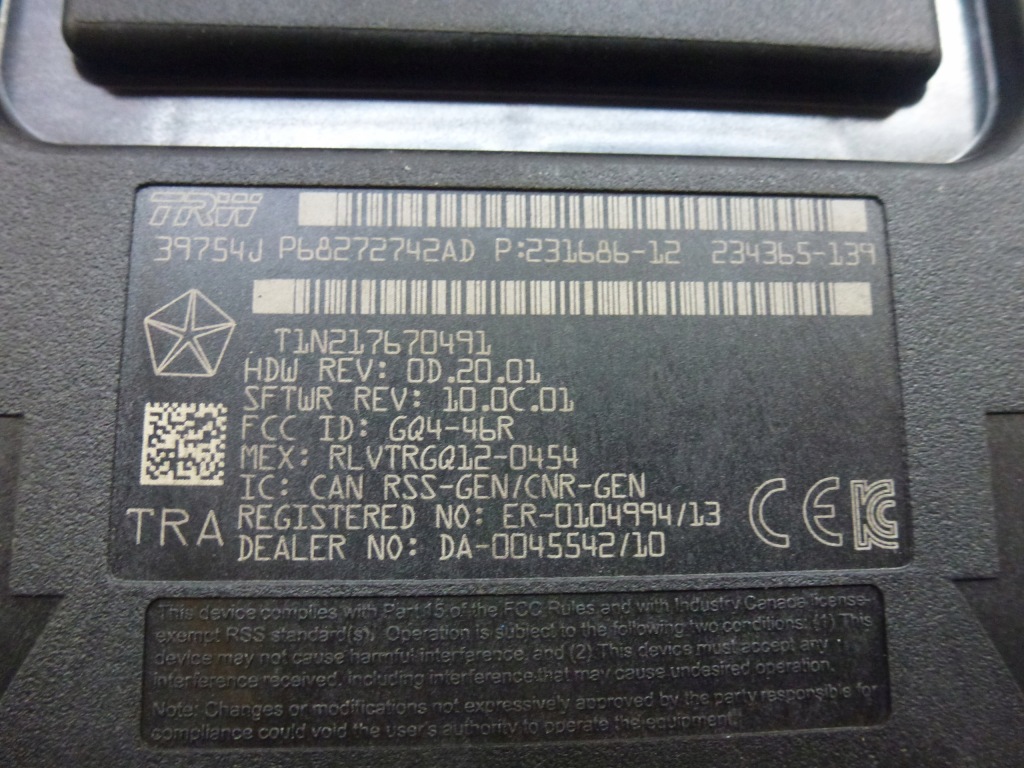 TRW
39754J P68272742AD P:231686-12 234365-139
T1N217670491
HDW REV: 0D.20.01
SFTWR REV: 10.0C.01
FCC ID: GQ4-46R
MEX: RLVTRGQ12-0454
IC: CAN RSS-GEN/CNR-GEN
REGISTERED NO: ER-0104994/13
DEALER NO: DA-0045542/10
TRA
CE KC
This device complies with Part 15 of the FCC Rules and with Industry Canada license-
exempt RSS standard(s). Operation is subject to the following two conditions: (1) This
device may not cause harmful interference, and (2) This device must accept any
interference received, including interference that may cause undesired operation.
Note: Changes or modifications not expressively approved by the party responsible for
compliance could void the user's authority to operate the equipment.